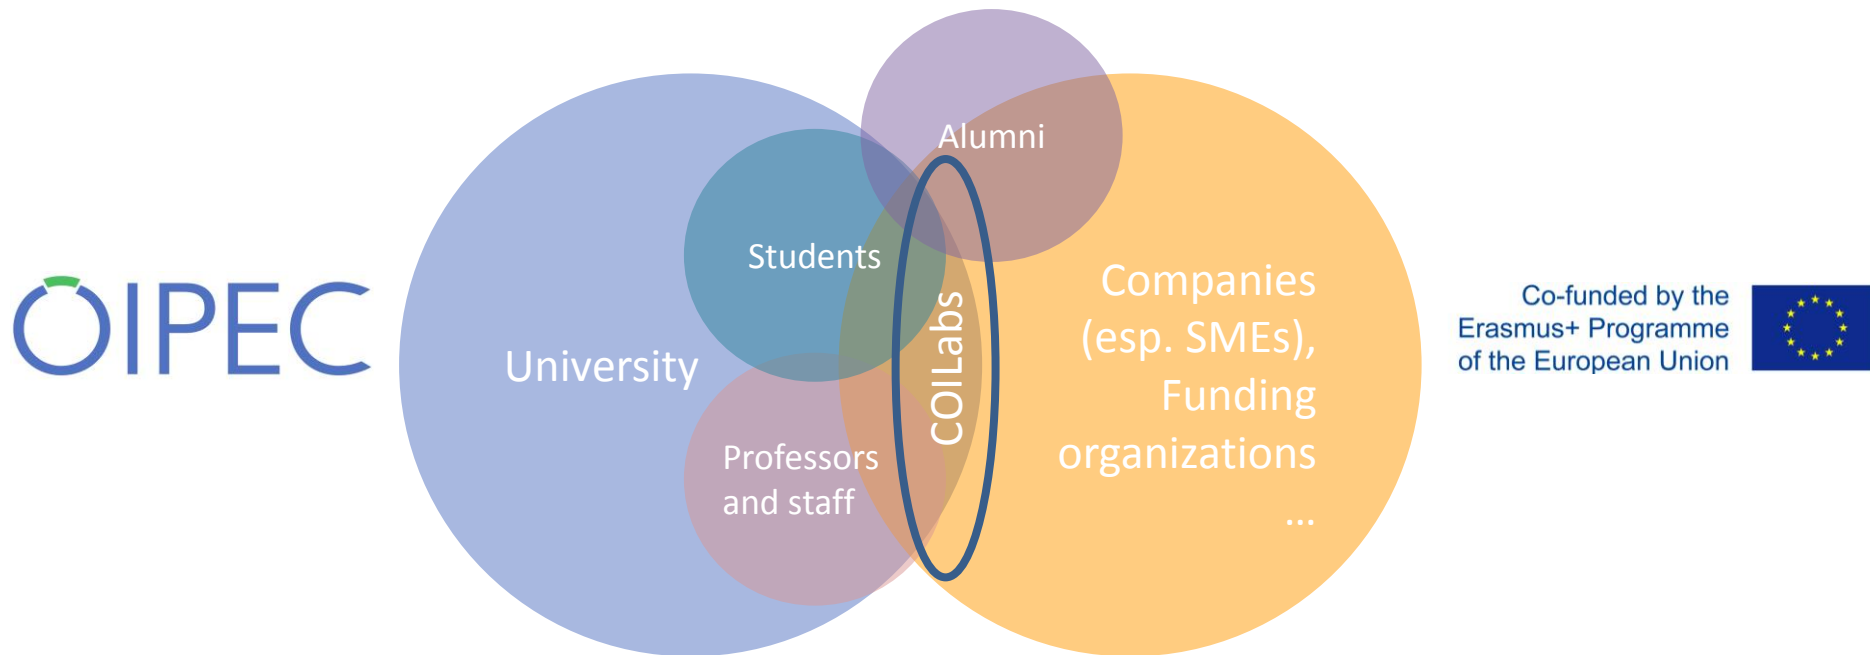 OIPEC
University
Students
Professors
and staff
Alumni
COILabs
Companies
(esp. SMEs),
Funding
organizations
...
Co-funded by the
Erasmus+ Programme
of the European Union